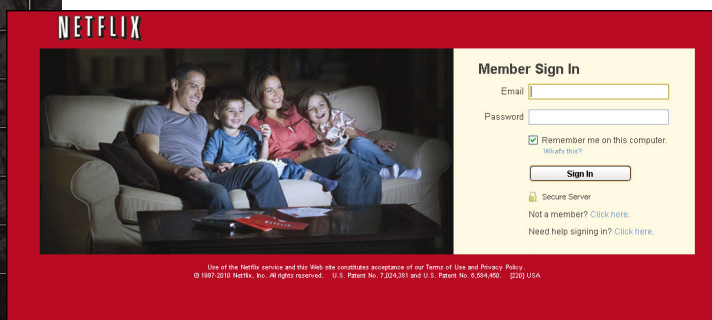 NETFLIX
Member Sign In
Email
Password
Remember me on this computer.
What's this?
Sign In
Secure Server
Not a member? Click here.
Need help signing in? Click here.
Use of the Netflix service and this Web site constitutes acceptance of our Terms of Use and Privacy Policy.
© 1997-2010 Netflix, Inc. All rights reserved. U.S. Patent No. 7,024,381 and U.S. Patent No. 6,584,450. [220] USA